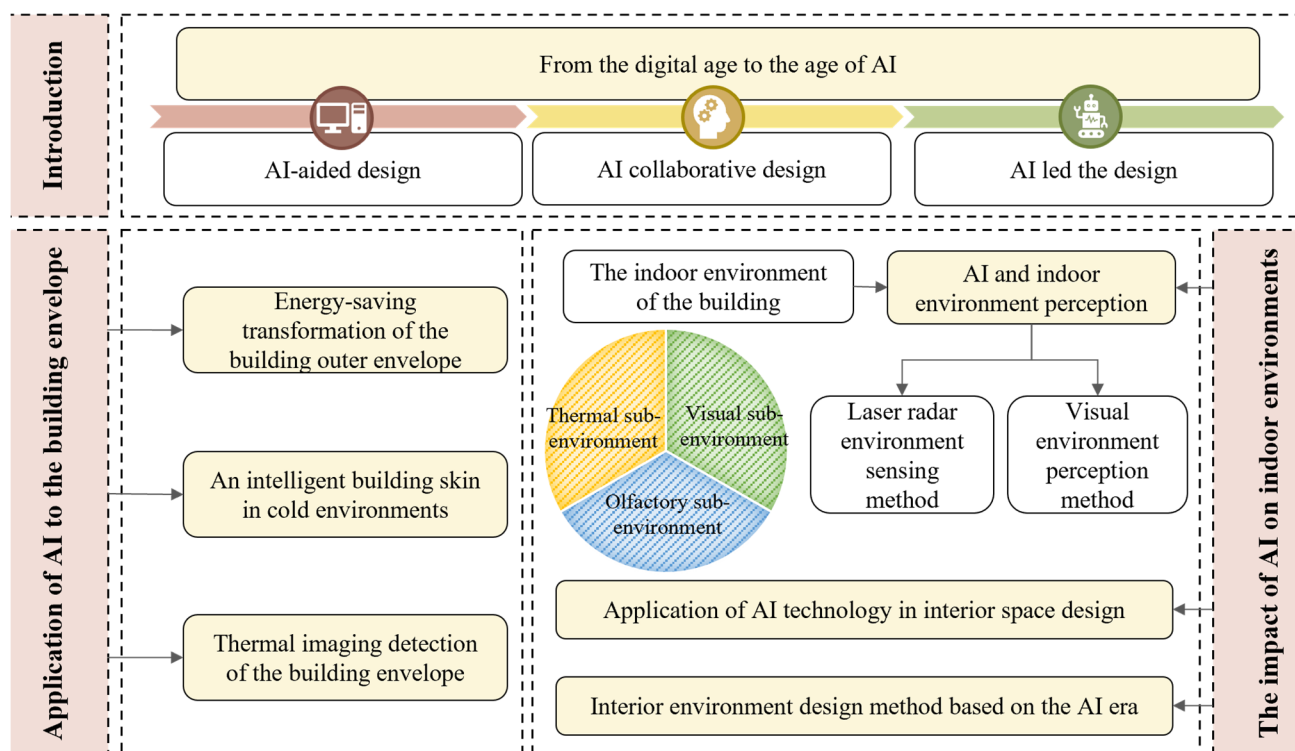 Introduction
From the digital age to the age of AI
AI-aided design
AI collaborative design
AI led the design
Application of AI to the building envelope
Energy-saving
transformation of the
building outer envelope
An intelligent building skin
in cold environments
Thermal imaging detection
of the building envelope
The indoor environment
of the building
AI and indoor
environment perception
Thermal sub-
environment
Visual sub-
environment
Olfactory sub-
environment
Laser radar
environment
sensing
method
Visual
environment
perception
method
Application of AI technology in interior space design
Interior environment design method based on the AI era
The impact of AI on indoor environments